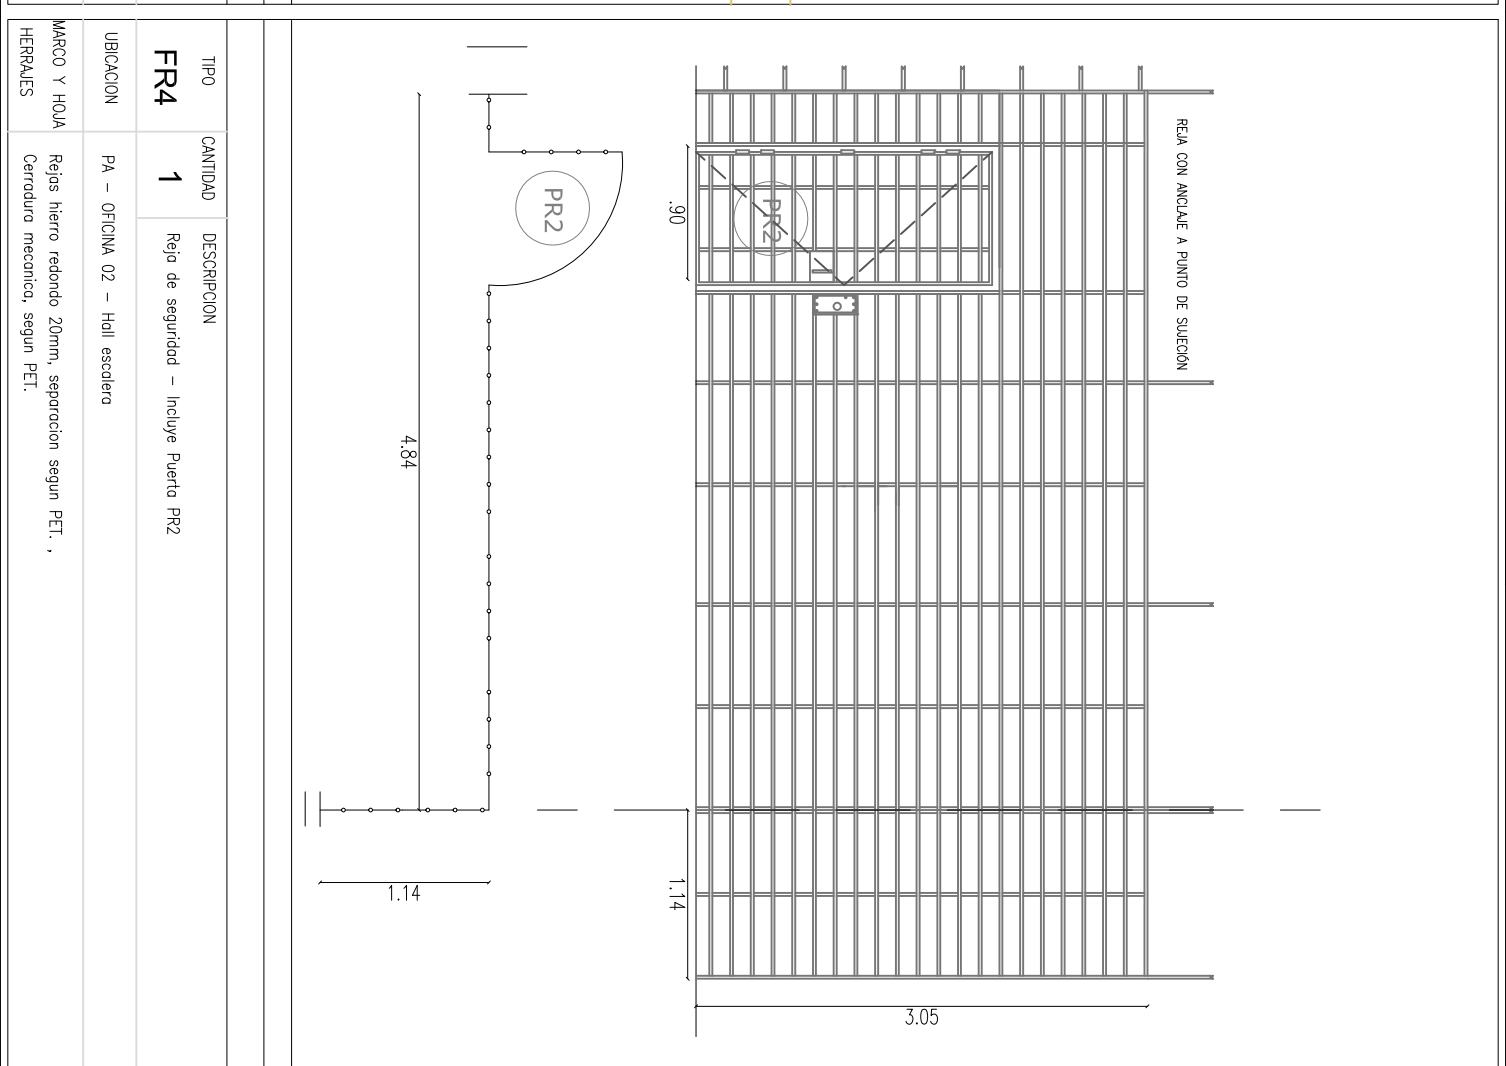 TIPO
CANTIDAD
DESCRIPCION
FR4
1
Reja de seguridad – Incluye Puerta PR2
UBICACION
PA – OFICINA 02 – Hall escalera
MARCO Y HOJA
Rejas hierro redondo 20mm, separacion segun PET. ,
HERRAJES
Cerradura mecanica, segun PET.
REJA CON ANCLAJE A PUNTO DE SUJECIÓN
PR2
.90
1.14
3.05
PR2
4.84
1.14